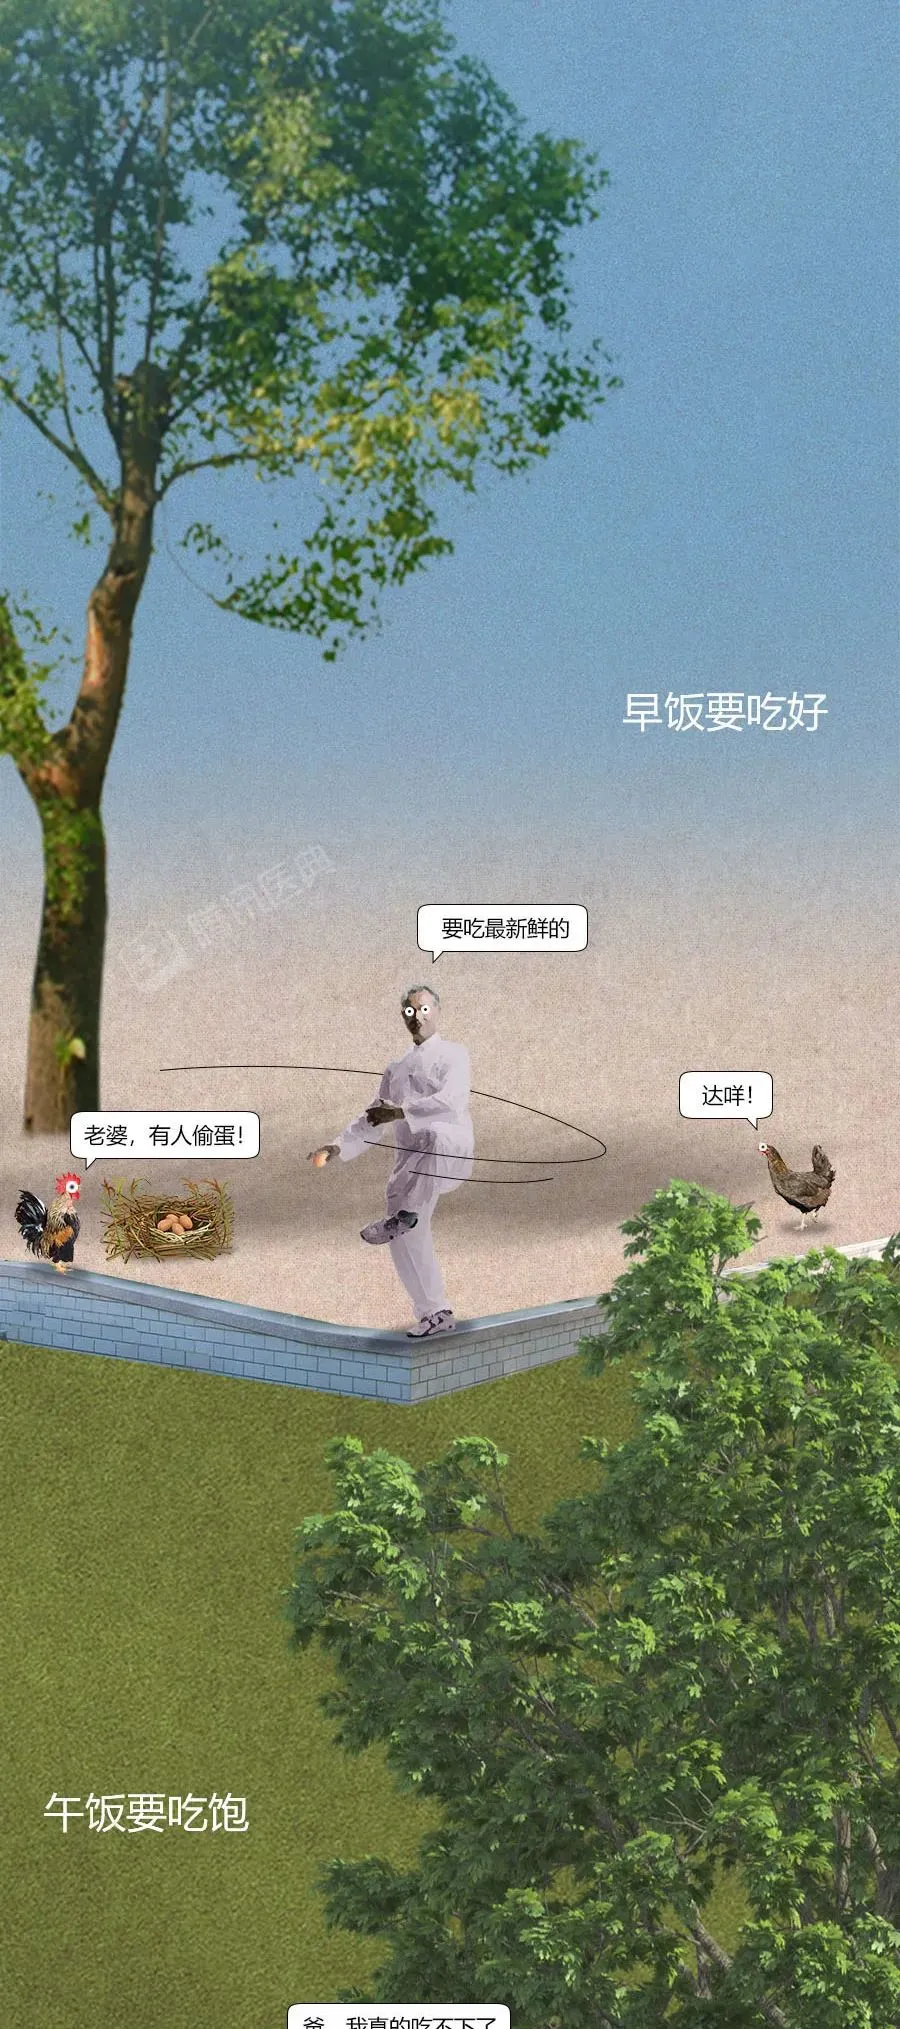 早饭要吃好
腾讯医典
要吃最新鲜的
达咩！
老婆，有人偷蛋！
午饭要吃饱
爸，我真的吃不下了